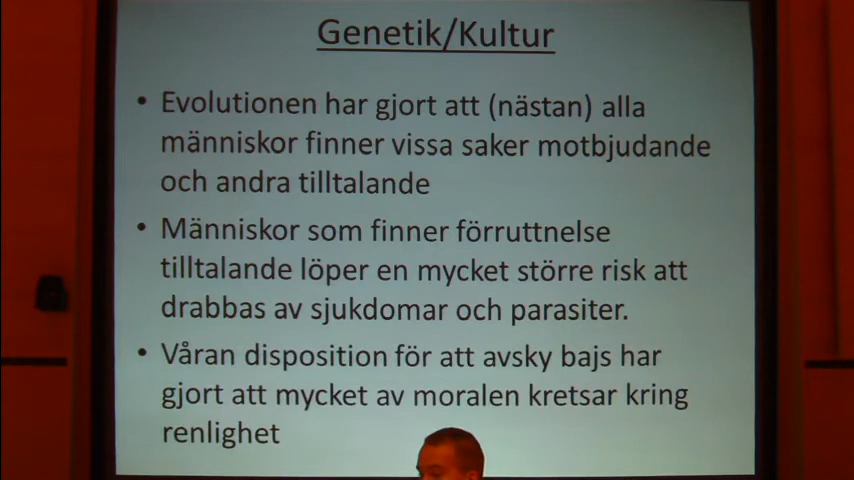 Genetik/Kultur
• Evolutionen har gjort att (nästan) alla
människor finner vissa saker motbjudande
och andra tilltalande
• Människor som finner förruttnelse
tilltalande löper en mycket större risk att
drabbas av sjukdomar och parasiter.
• Våran disposition för att avsky bajs har
gjort att mycket av moralen kretsar kring
renlighet